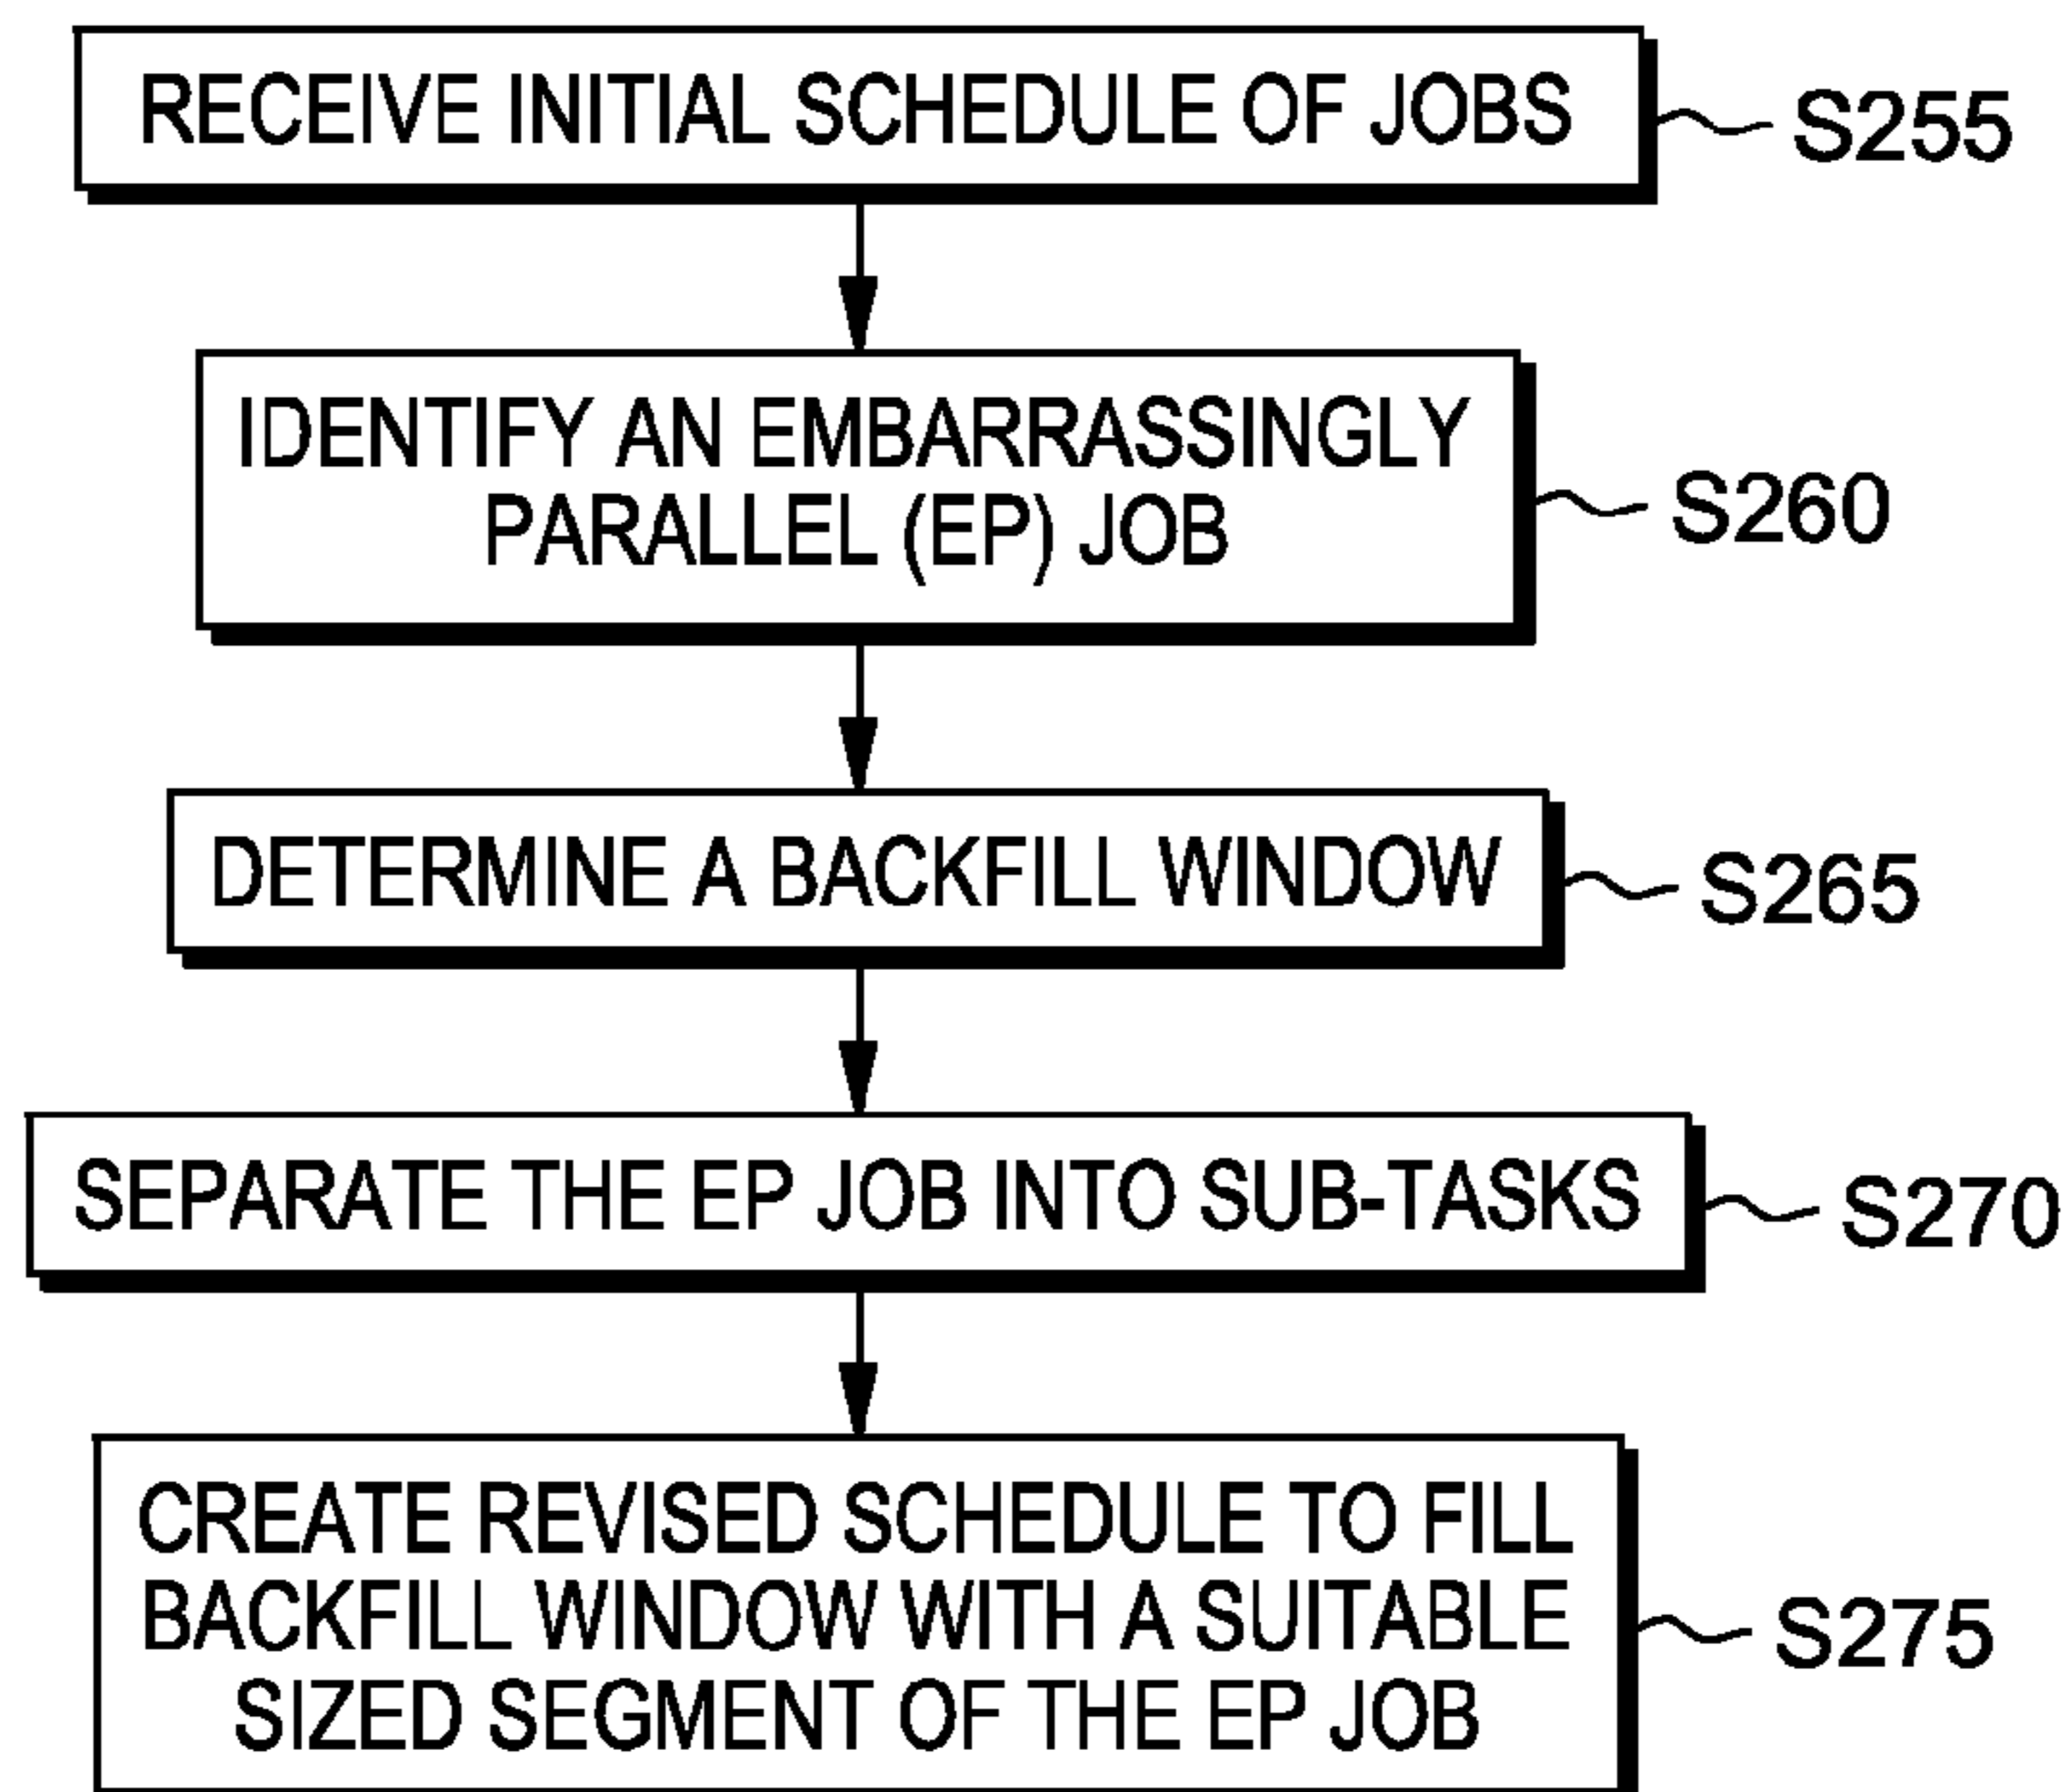 RECEIVE INITIAL SCHEDULE OF JOBS
S255
IDENTIFY AN EMBARRASSINGLY
PARALLEL (EP) JOB
S260
DETERMINE A BACKFILL WINDOW
S265
SEPARATE THE EP JOB INTO SUB-TASKS
S270
CREATE REVISED SCHEDULE TO FILL
BACKFILL WINDOW WITH A SUITABLE
SIZED SEGMENT OF THE EP JOB
S275